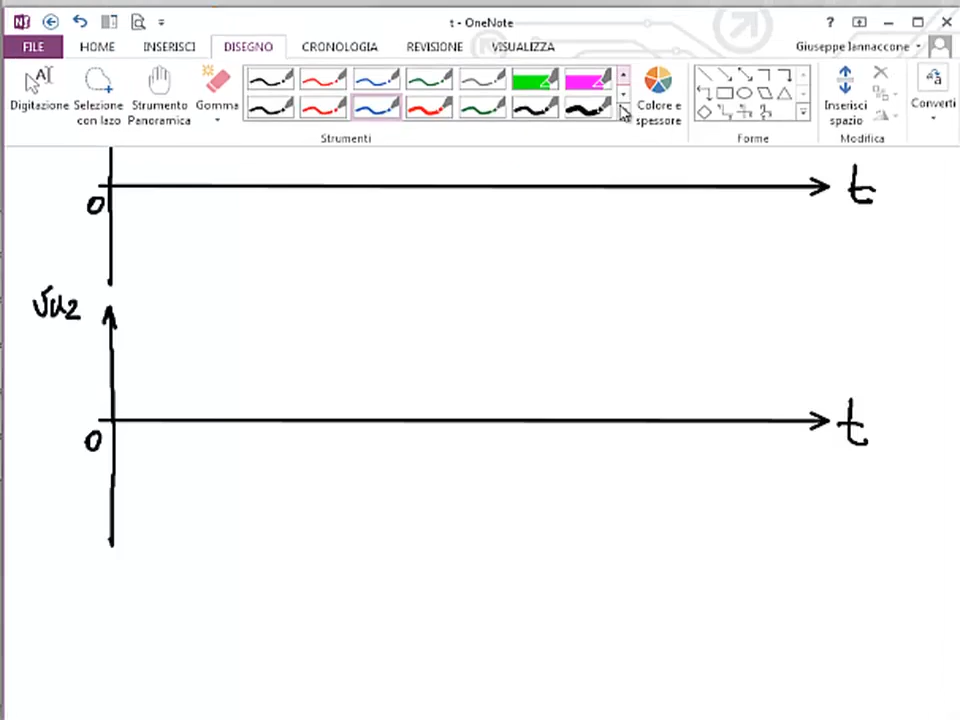 t - OneNote
?
FILE HOME INSERISCI DISEGNO CRONOLOGIA REVISIONE VISUALIZZA Giuseppe Iannaccone
Digitazione Selezione con lazo Strumento Panoramica Gomma Colore e spessore Inserisci spazio Converti
Strumenti Forme Modifica
0 t
Vu2
0 t